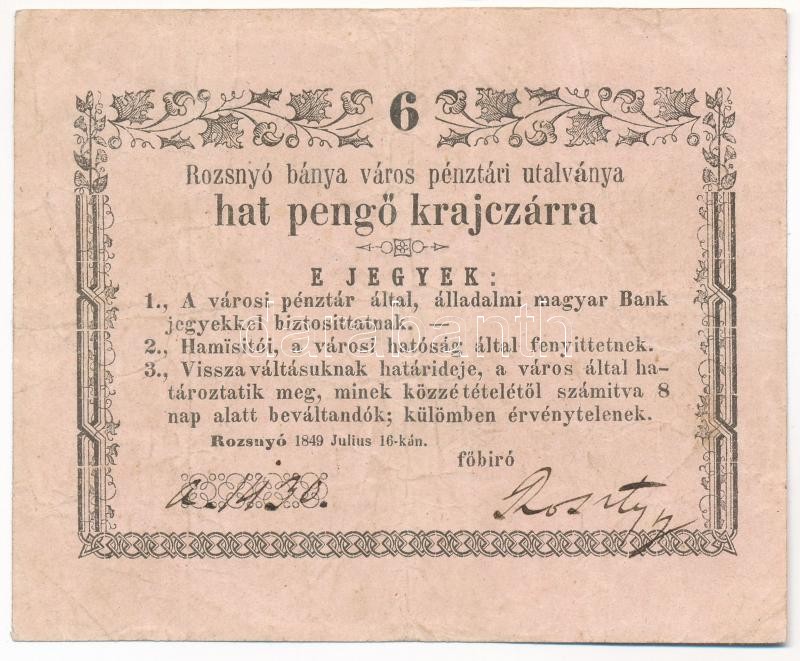 6
Rozsnyó bánya város pénztári utalványa
hat pengő krajczárra
E JEGYEK:
1., A városi pénztár által, álladalmi magyar Bank
jegyekkel biztosittatnak. —
2., Hamïsitói, a városi hatóság által fenyittetnek.
3., Vissza váltásuknak határideje, a város által ha-
tároztatik meg, minek közzé tételétől számitva 8
nap alatt beváltandók; külömben érvénytelenek.
Rozsnyó 1849 Julius 16-kán.
főbiró
darabanth